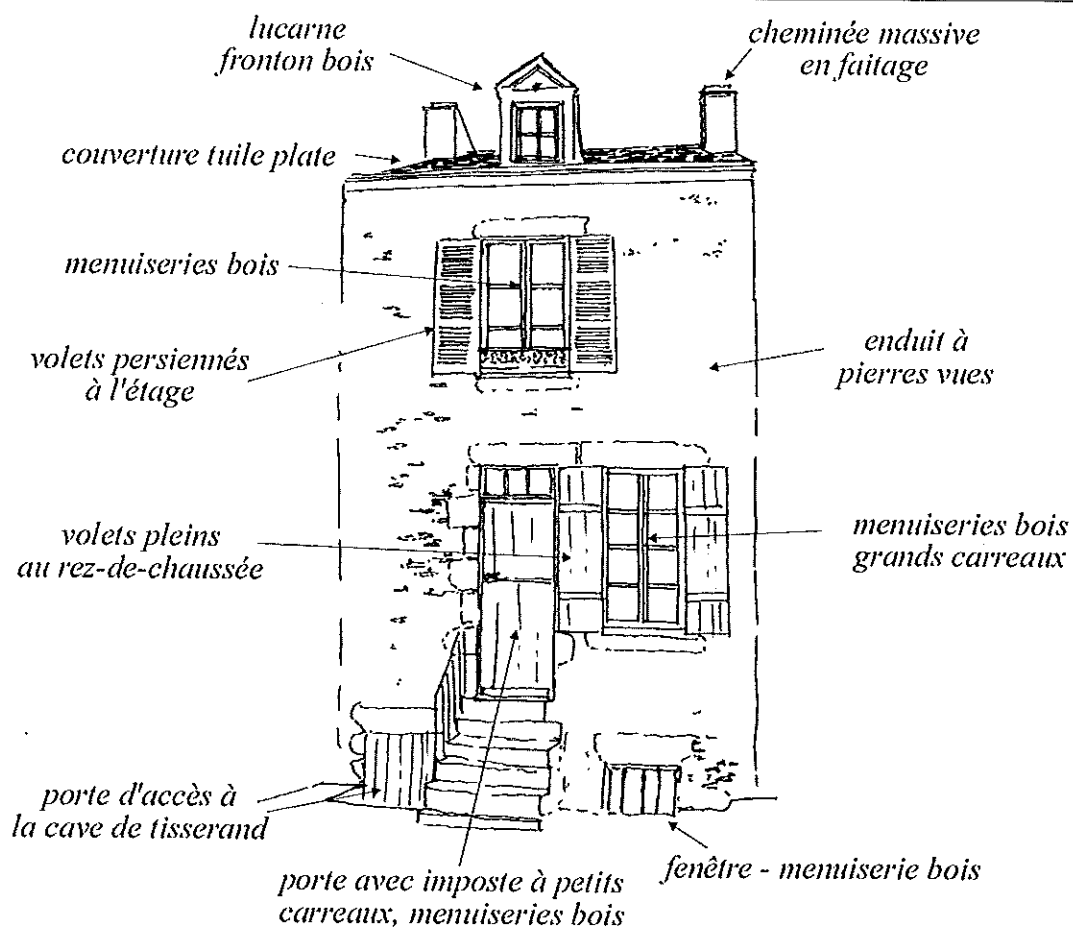 lucarne
fronton bois
cheminée massive
en faitage
couverture tuile plate
menuiseries bois
volets persiennés
à l'étage
enduit à
pierres vues
volets pleins
au rez-de-chaussée
menuiseries bois
grands carreaux
porte d'accès à
la cave de tisserand
fenêtre - menuiserie bois
porte avec imposte à petits
carreaux, menuiseries bois